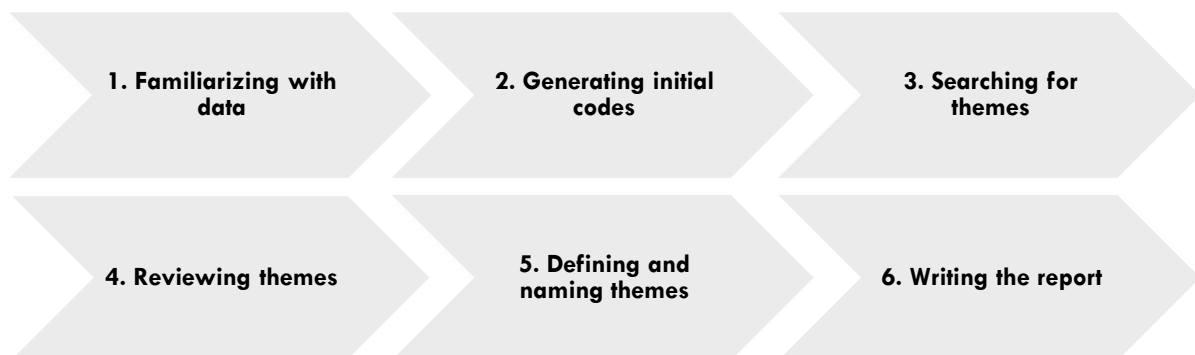 1. Familiarizing with
data
2. Generating initial
codes
3. Searching for
themes
4. Reviewing themes
5. Defining and
naming themes
6. Writing the report